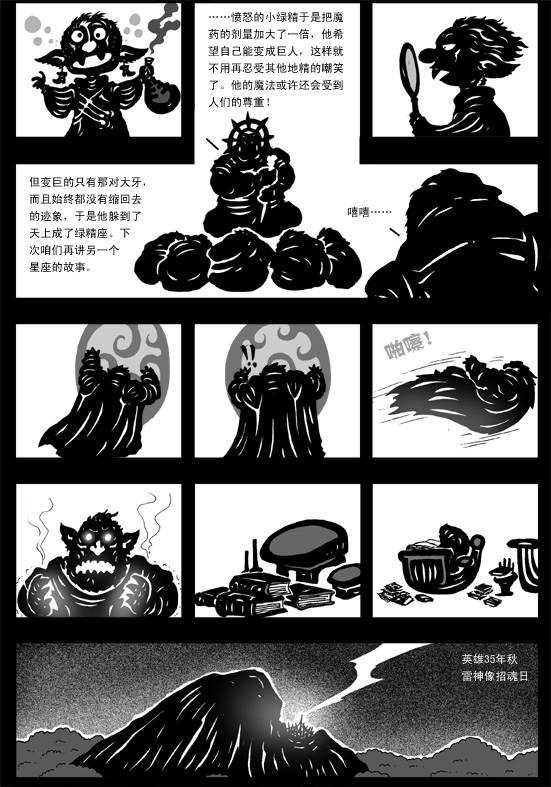 ……愤怒的小绿精于是把魔
药的剂量加大了一倍，他希
望自己能变成巨人，这样就
不用再忍受其他地精的嘲笑
了。他的魔法或许还会受到
人们的尊重！
但变巨的只有那对大牙，
而且始终都没有缩回去
的迹象，于是他躲到了
天上成了绿精座。下
次咱们再讲另一个
星座的故事。
嘻嘻……
!!
啪嚓！
英雄35年秋
雷神像招魂日